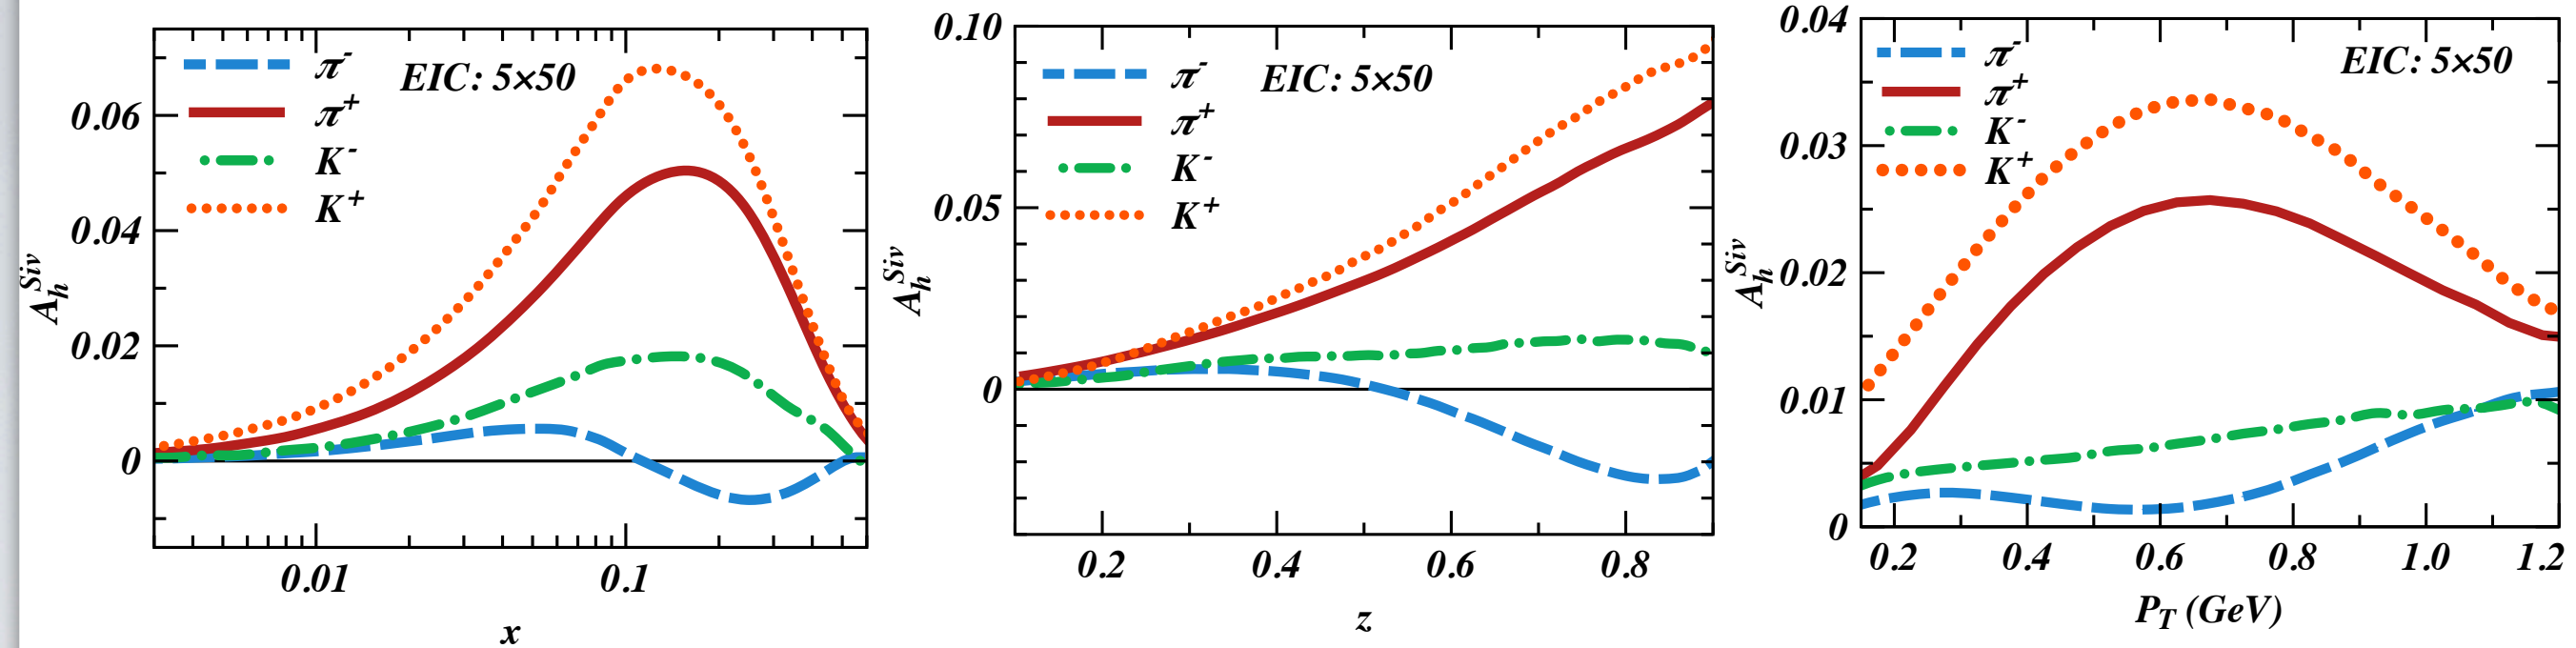 π-
π+
K-
K+
EIC: 5×50
0.06
0.04
0.02
0
A_h^Siv
0.01
0.1
x
π-
π+
K-
K+
EIC: 5×50
0.10
0.05
0
A_h^Siv
0.2
0.4
0.6
0.8
z
π-
π+
K-
K+
EIC: 5×50
0.04
0.03
0.02
0.01
0
A_h^Siv
0.2
0.4
0.6
0.8
1.0
1.2
P_T (GeV)